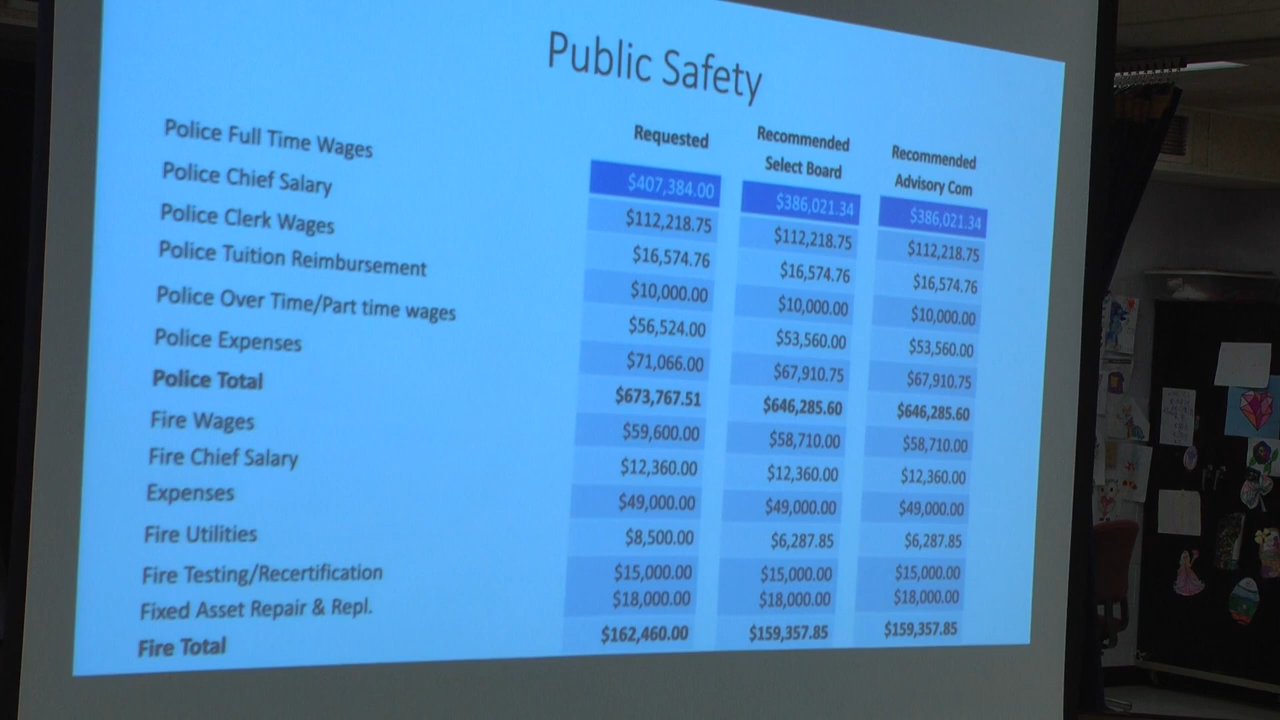 Public Safety
Requested Recommended Select Board Recommended Advisory Com
Police Full Time Wages $407,384.00 $386,021.34 $386,021.34
Police Chief Salary $112,218.75 $112,218.75 $112,218.75
Police Clerk Wages $16,574.76 $16,574.76 $16,574.76
Police Tuition Reimbursement $10,000.00 $10,000.00 $10,000.00
Police Over Time/Part time wages $56,524.00 $53,560.00 $53,560.00
Police Expenses $71,066.00 $67,910.75 $67,910.75
Police Total $673,767.51 $646,285.60 $646,285.60
Fire Wages $59,600.00 $58,710.00 $58,710.00
Fire Chief Salary $12,360.00 $12,360.00 $12,360.00
Expenses $49,000.00 $49,000.00 $49,000.00
Fire Utilities $8,500.00 $6,287.85 $6,287.85
Fire Testing/Recertification $15,000.00 $15,000.00 $15,000.00
Fixed Asset Repair & Repl. $18,000.00 $18,000.00 $18,000.00
Fire Total $162,460.00 $159,357.85 $159,357.85